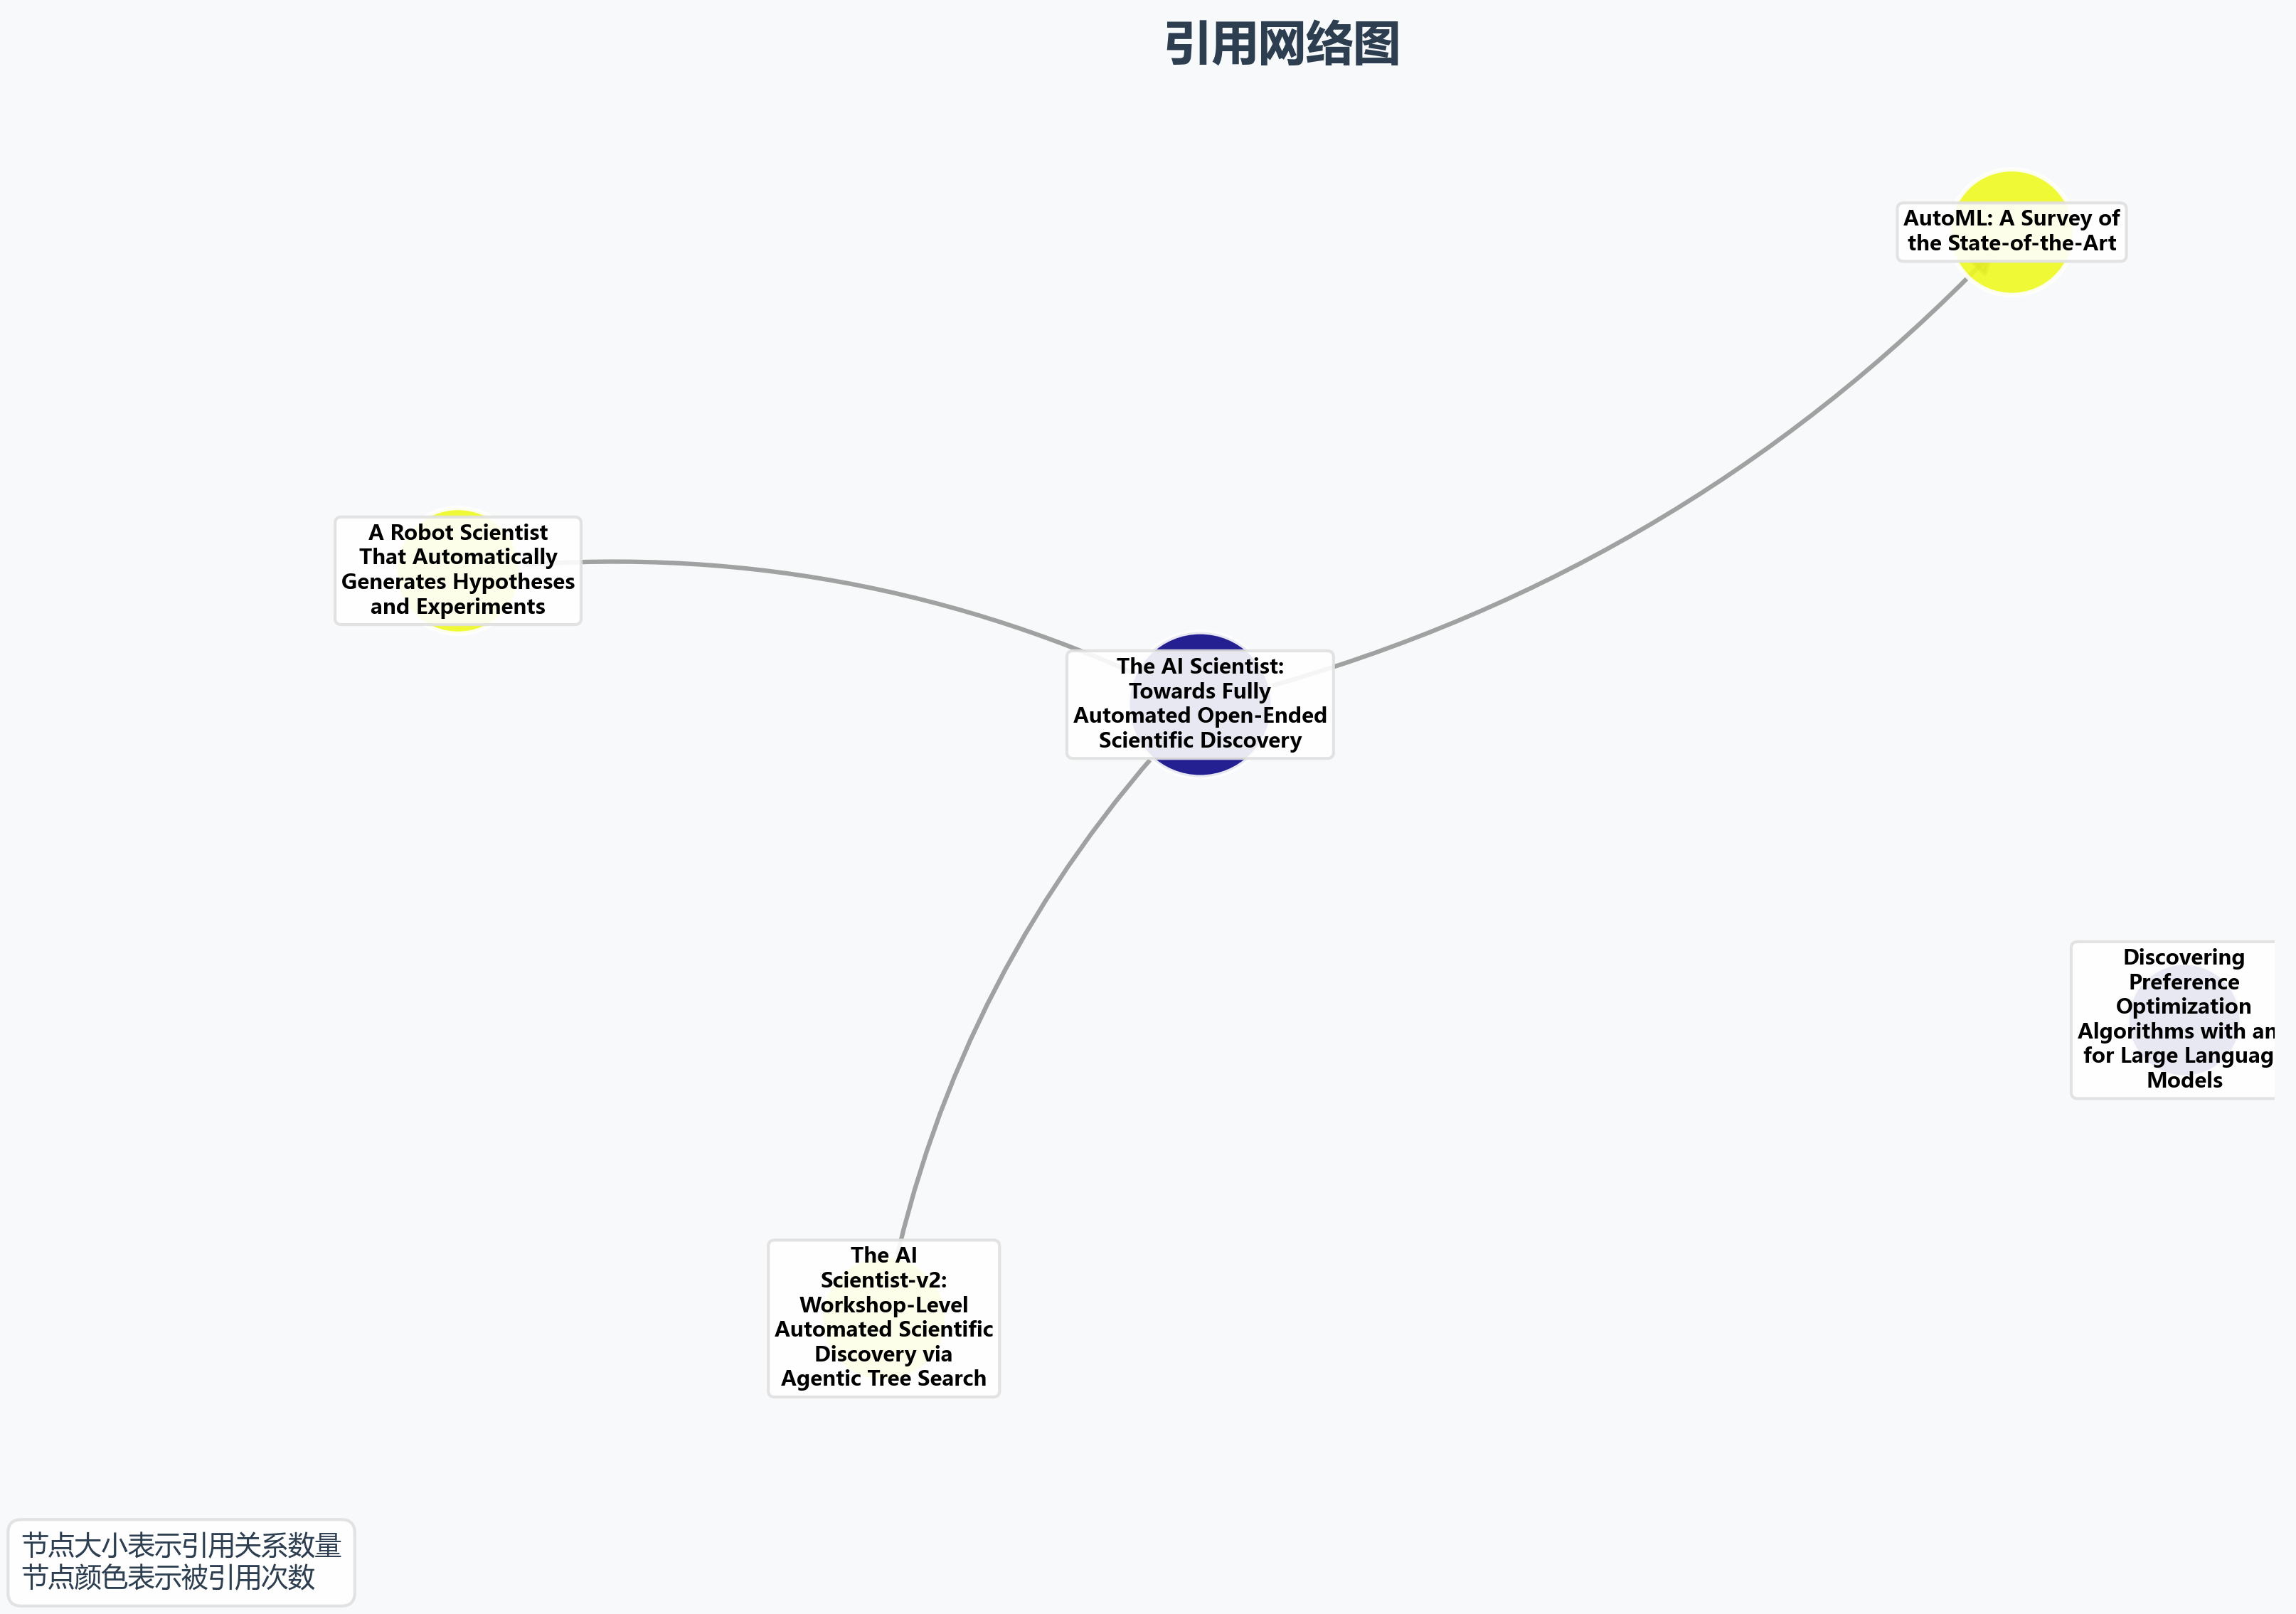 引用网络图
AutoML: A Survey of
the State-of-the-Art
A Robot Scientist
That Automatically
Generates Hypotheses
and Experiments
The AI Scientist:
Towards Fully
Automated Open-Ended
Scientific Discovery
Discovering
Preference
Optimization
Algorithms with an
for Large Languag
Models
The AI
Scientist-v2:
Workshop-Level
Automated Scientific
Discovery via
Agentic Tree Search
节点大小表示引用关系数量
节点颜色表示被引用次数